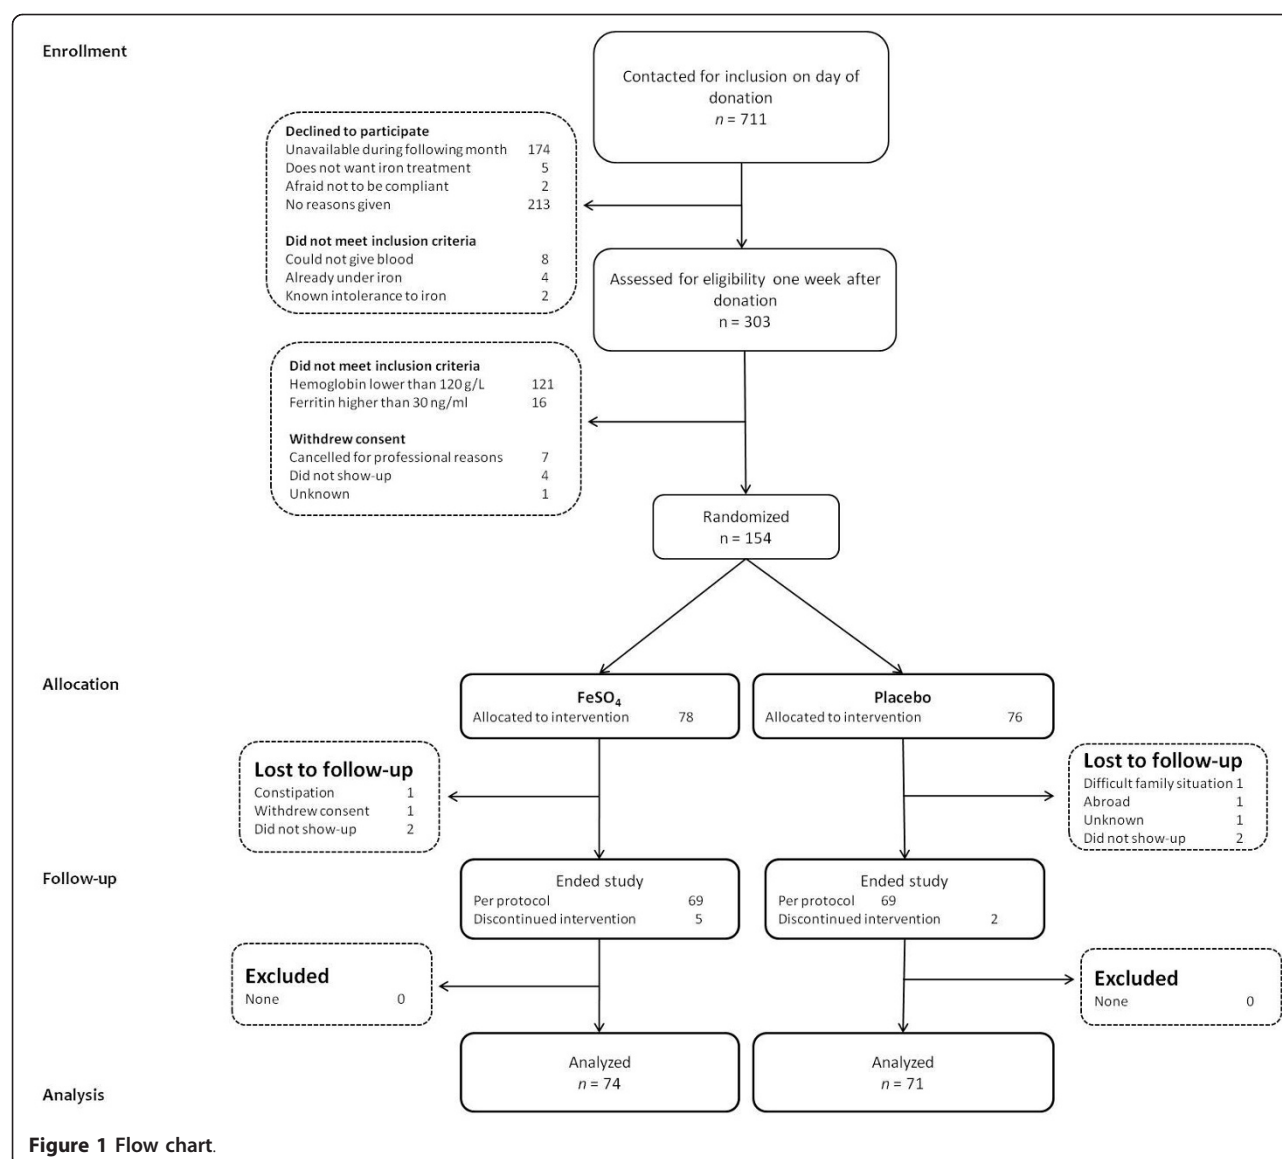 Enrollment
Contacted for inclusion on day of
donation
n = 711
Declined to participate
Unavailable during following month 174
Does not want iron treatment 5
Afraid not to be compliant 2
No reasons given 213
Did not meet inclusion criteria
Could not give blood 8
Already under iron 4
Known intolerance to iron 2
Assessed for eligibility one week after
donation
n = 303
Did not meet inclusion criteria
Hemoglobin lower than 120 g/L 121
Ferritin higher than 30 ng/ml 16
Withdrew consent
Cancelled for professional reasons 7
Did not show-up 4
Unknown 1
Randomized
n = 154
Allocation
FeSO₄
Allocated to intervention 78
Placebo
Allocated to intervention 76
Lost to follow-up
Constipation 1
Withdrew consent 1
Did not show-up 2
Lost to follow-up
Difficult family situation 1
Abroad 1
Unknown 1
Did not show-up 2
Follow-up
Ended study
Per protocol 69
Discontinued intervention 5
Ended study
Per protocol 69
Discontinued intervention 2
Excluded
None 0
Excluded
None 0
Analyzed
n = 74
Analyzed
n = 71
Analysis
Figure 1 Flow chart.